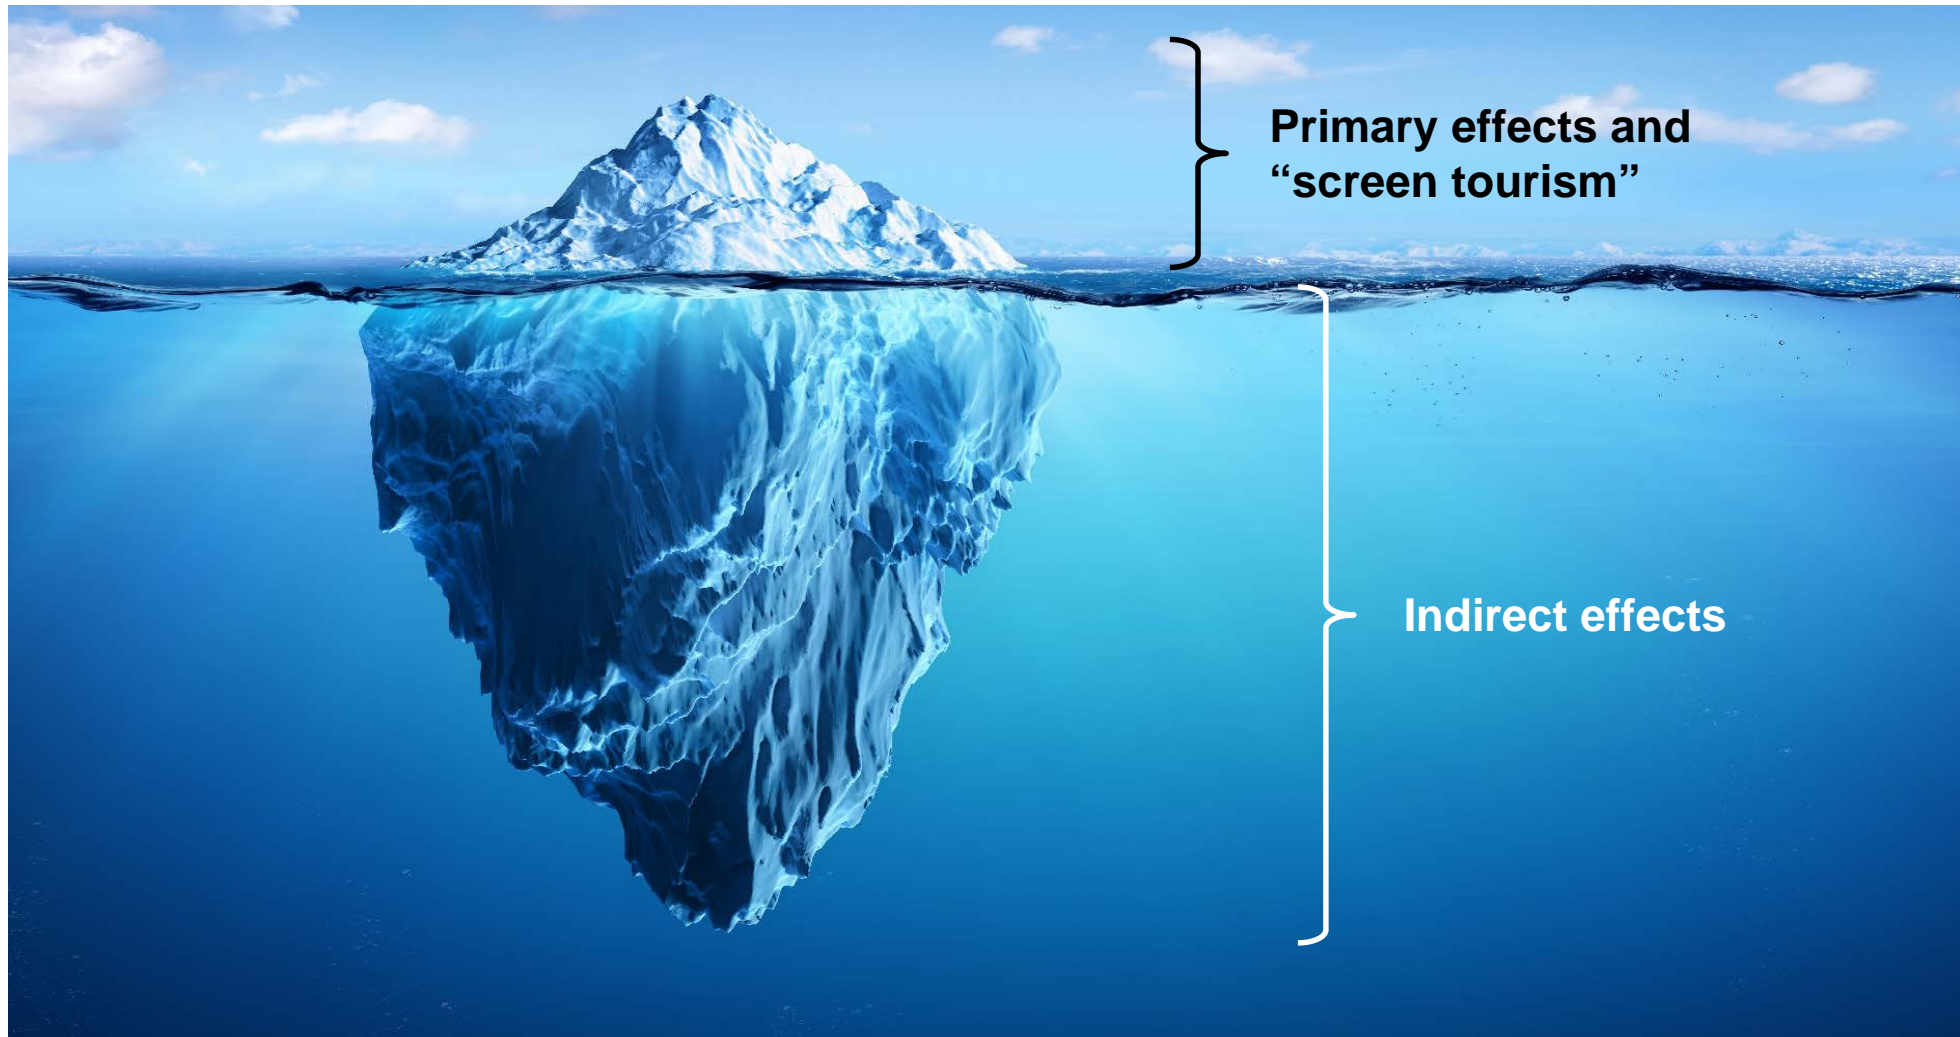 Primary effects and
“screen tourism”
Indirect effects